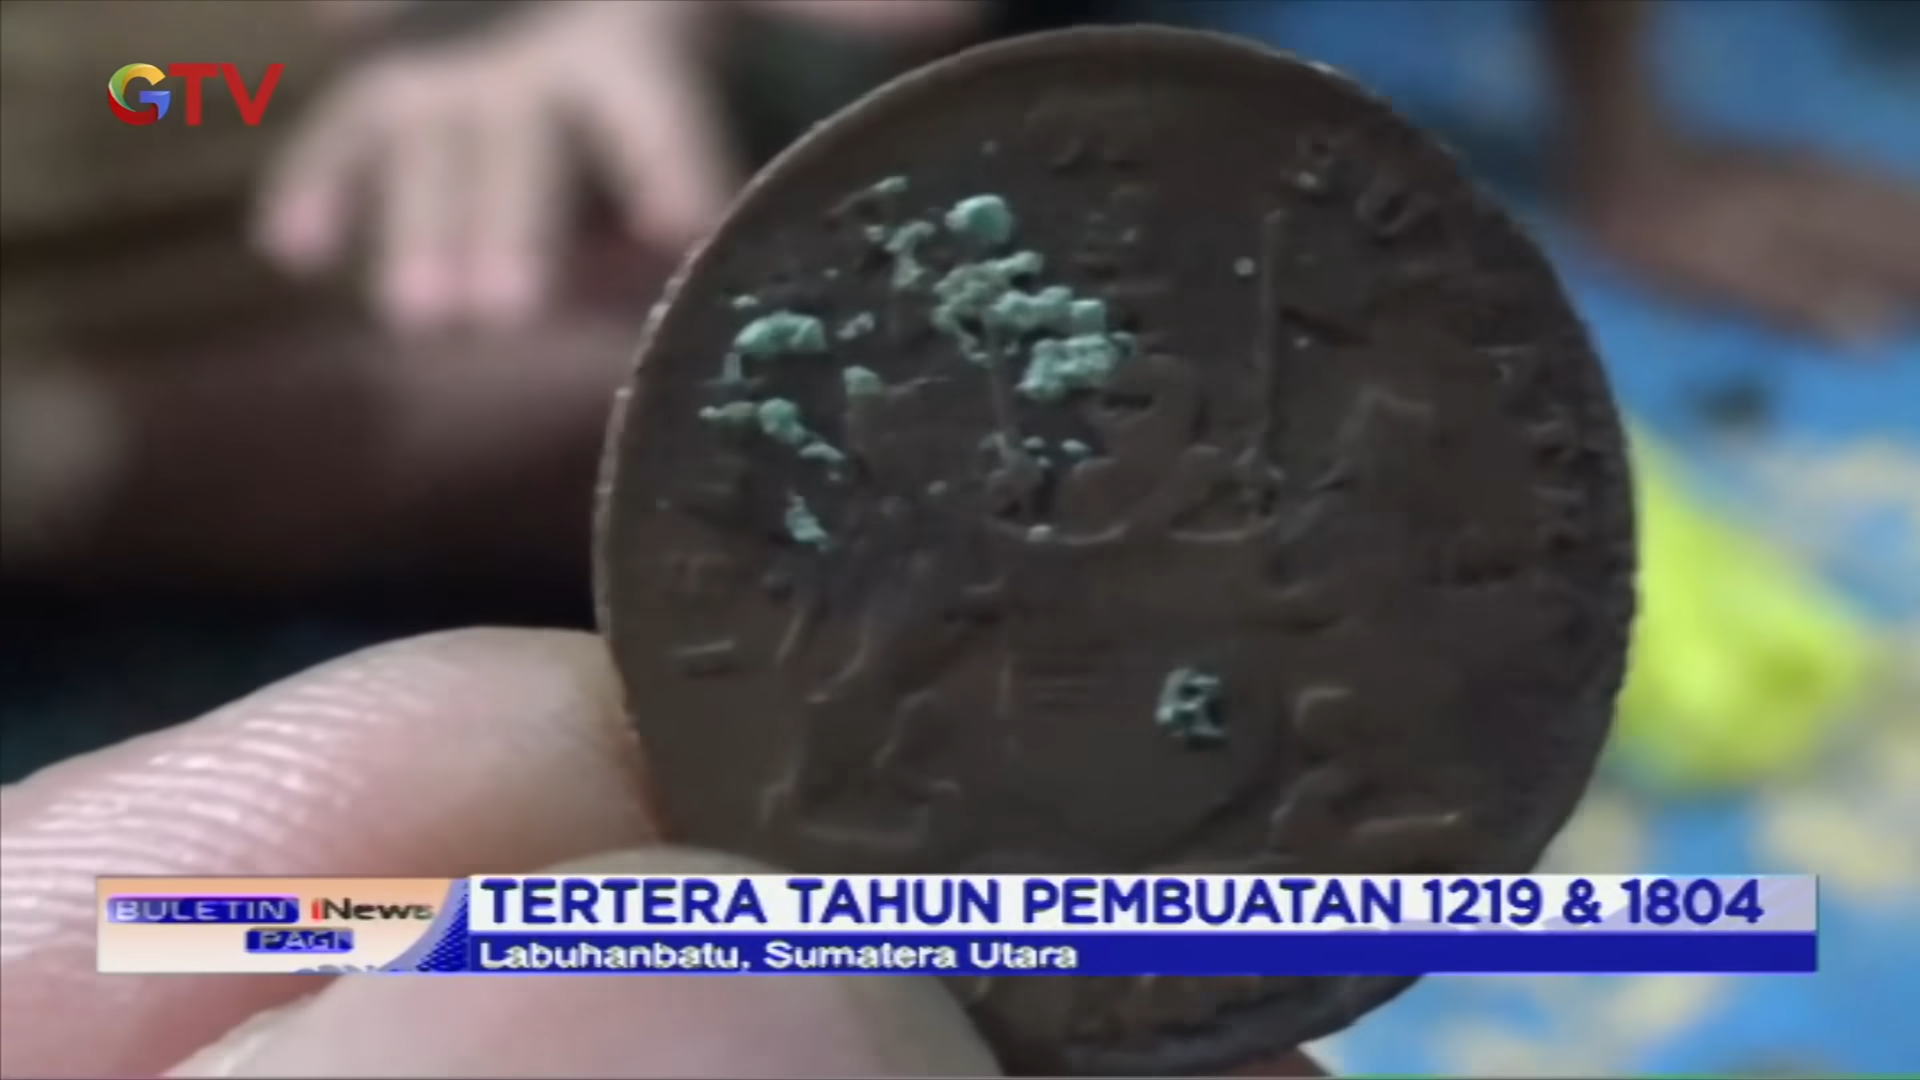 GTV
BULETIN iNews
PAGI
TERTERA TAHUN PEMBUATAN 1219 & 1804
Labuhanbatu, Sumatera Utara